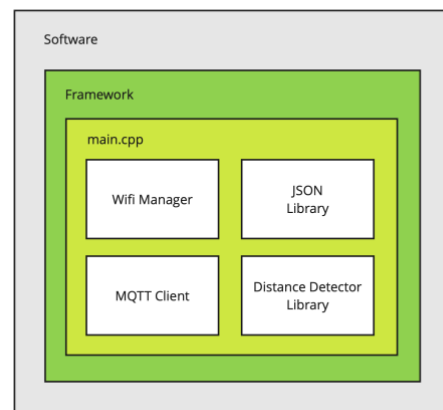 Software
Framework
main.cpp
Wifi Manager
JSON
Library
MQTT Client
Distance Detector
Library